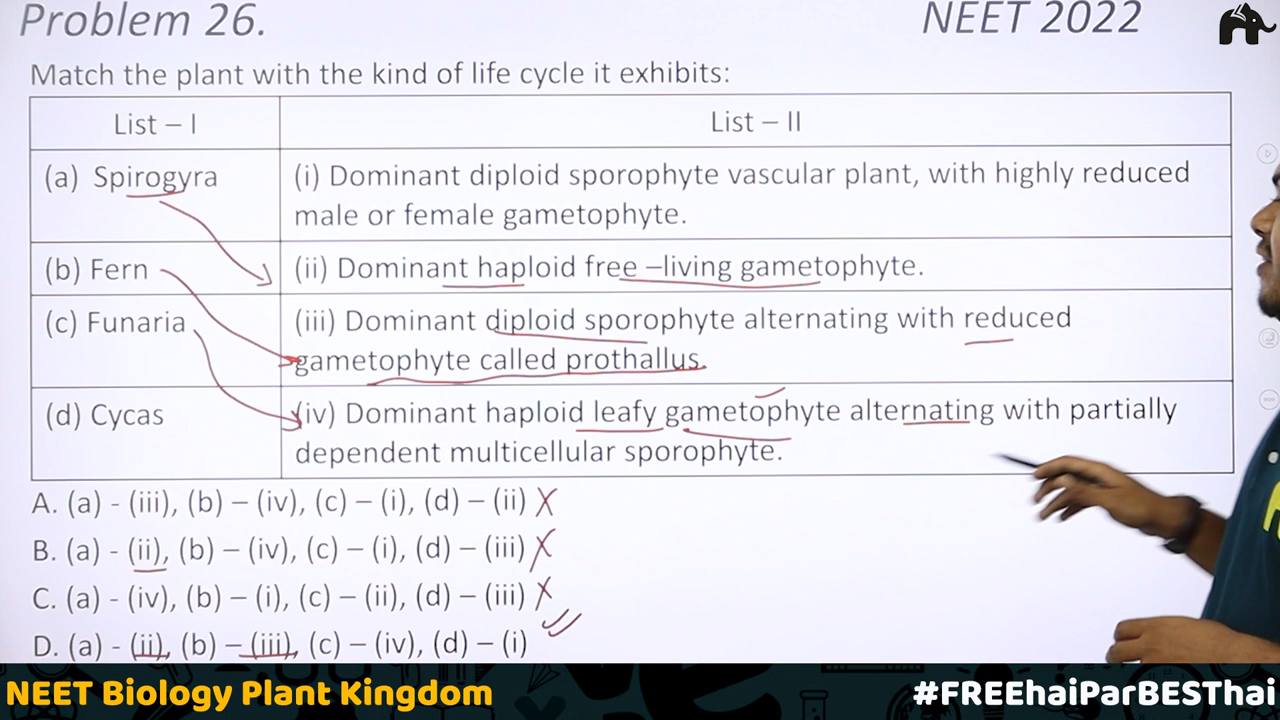 Problem 26.
NEET 2022
Match the plant with the kind of life cycle it exhibits:
List – I
List – II
(a) Spirogyra
(i) Dominant diploid sporophyte vascular plant, with highly reduced
male or female gametophyte.
(b) Fern
(ii) Dominant haploid free –living gametophyte.
(c) Funaria
(iii) Dominant diploid sporophyte alternating with reduced
gametophyte called prothallus.
(d) Cycas
(iv) Dominant haploid leafy gametophyte alternating with partially
dependent multicellular sporophyte.
A. (a) - (iii), (b) – (iv), (c) – (i), (d) – (ii)
B. (a) - (ii), (b) – (iv), (c) – (i), (d) – (iii)
C. (a) - (iv), (b) – (i), (c) – (ii), (d) – (iii)
D. (a) - (ii), (b) – (iii), (c) – (iv), (d) – (i)
NEET Biology Plant Kingdom
#FREEhaiParBESThai